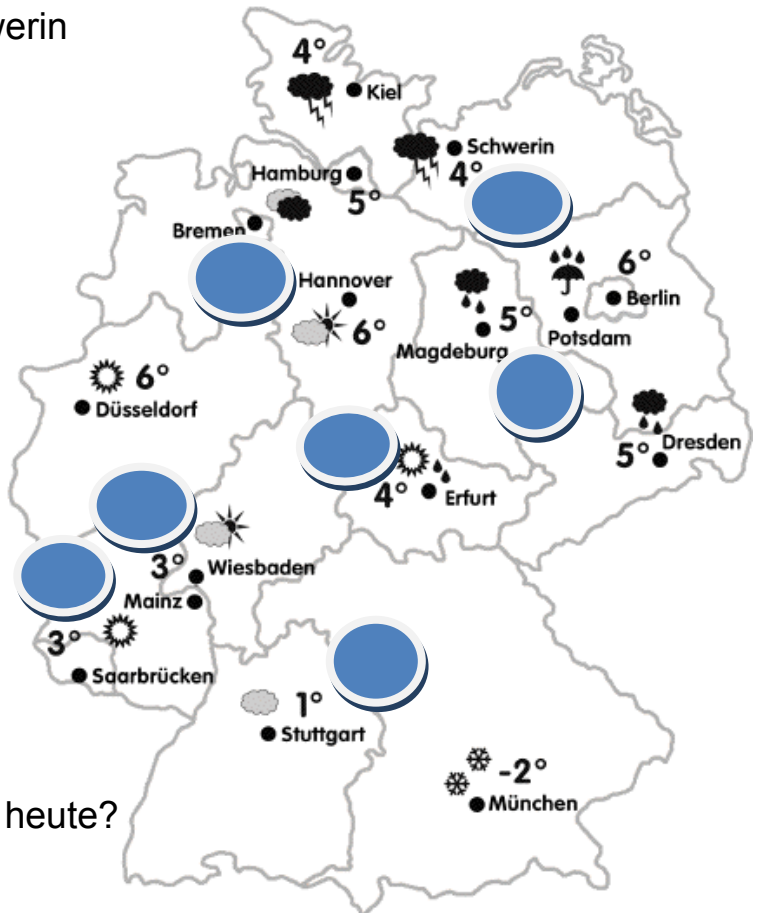 werin
4°
Kiel
Schwerin
4°
Hamburg
5°
Bremen
6°
Hannover
Berlin
6°
5°
Potsdam
Magdeburg
6°
Düsseldorf
Dresden
5°
4°
Erfurt
3°
Wiesbaden
Mainz
3°
Saarbrücken
1°
Stuttgart
-2°
München
heute?